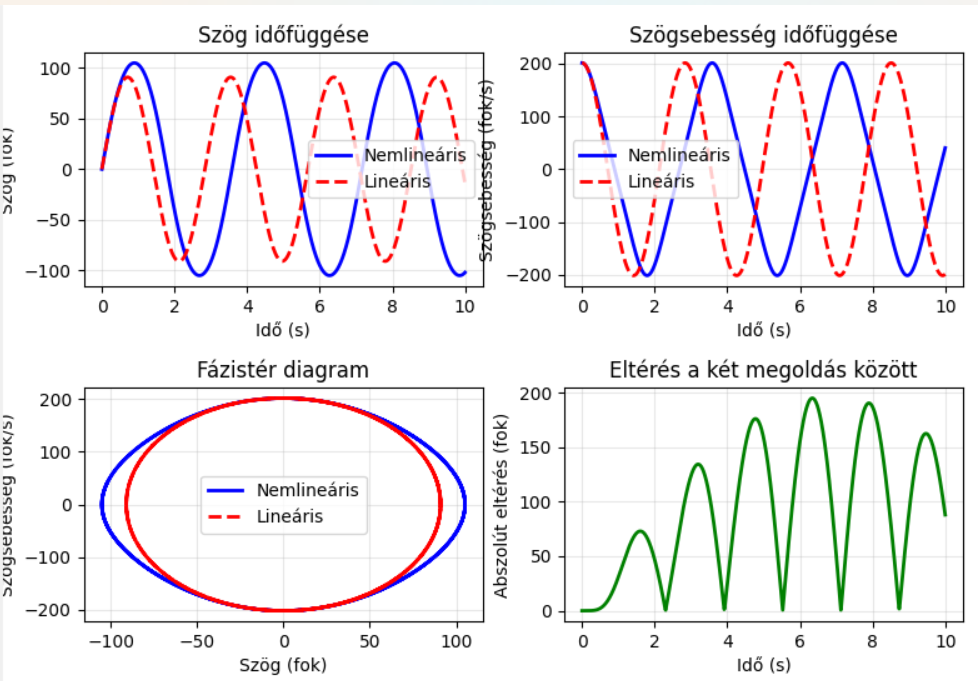 Szög időfüggése
Szög (fok)
100
50
0
−50
−100
Nemlineáris
Lineáris
0 2 4 6 8 10
Idő (s)
Szögsebesség időfüggése
Szögsebesség (fok/s)
200
100
0
−100
−200
Nemlineáris
Lineáris
0 2 4 6 8 10
Idő (s)
Fázistér diagram
Szögsebesség (fok/s)
200
100
0
−100
−200
Nemlineáris
Lineáris
−100 −50 0 50 100
Szög (fok)
Eltérés a két megoldás között
Abszolút eltérés (fok)
200
150
100
50
0
0 2 4 6 8 10
Idő (s)